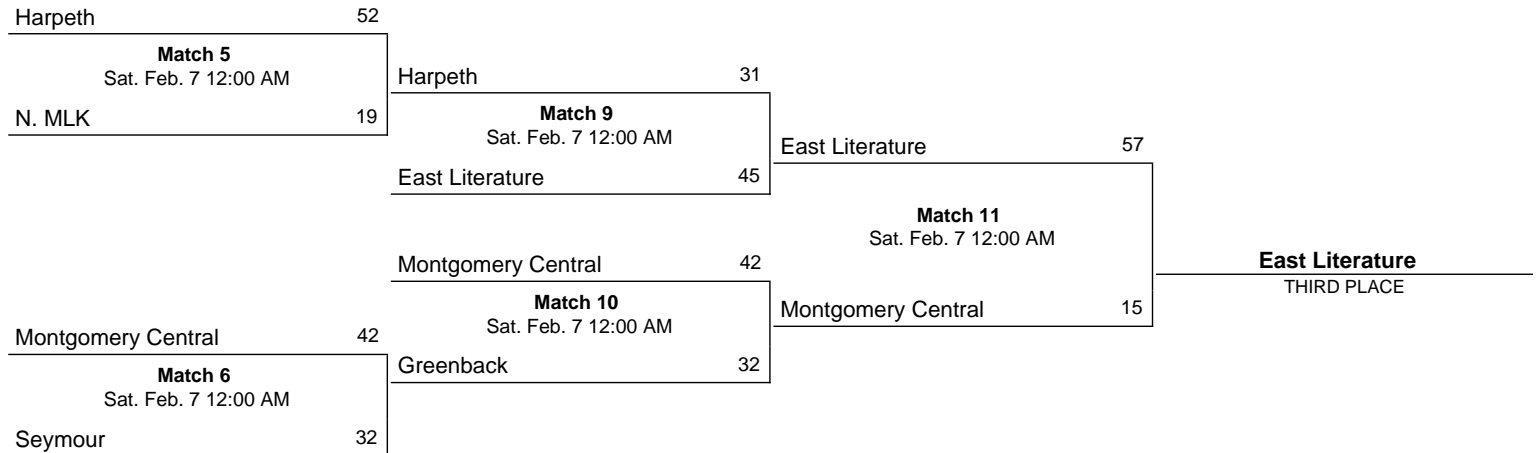 Harpeth 52
Match 5
Sat. Feb. 7 12:00 AM
N. MLK 19
Harpeth 31
Match 9
Sat. Feb. 7 12:00 AM
East Literature 45
East Literature 57
Match 11
Sat. Feb. 7 12:00 AM
Montgomery Central 15
East Literature
THIRD PLACE
Montgomery Central 42
Match 10
Sat. Feb. 7 12:00 AM
Greenback 32
Montgomery Central 42
Match 6
Sat. Feb. 7 12:00 AM
Seymour 32